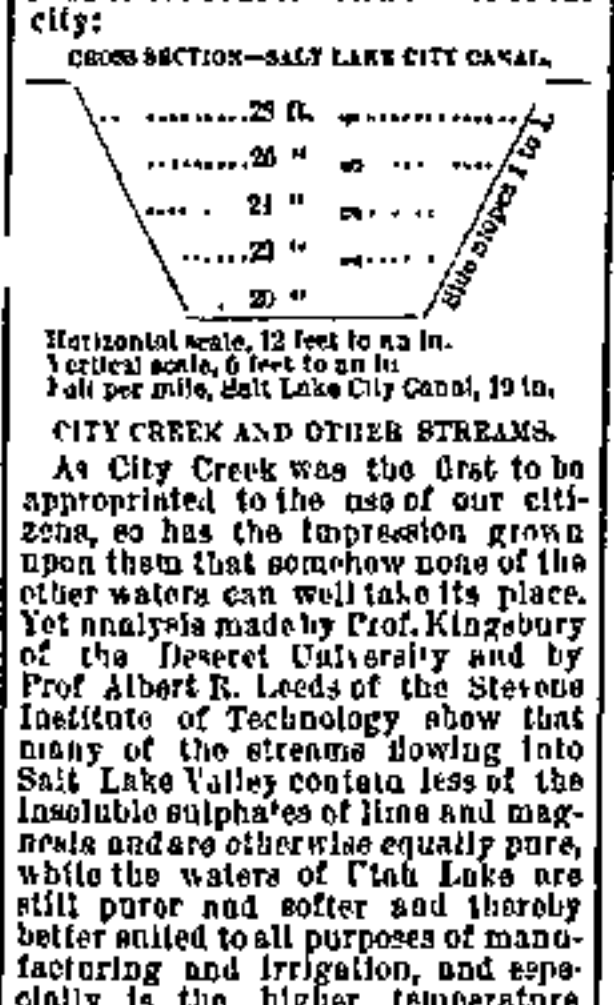 city:
CROSS SECTION—SALT LAKE CITY CANAL.
28 ft.
26 "
24 "
22 "
20 "
Side slopes 1 to 1.
Horizontal scale, 12 feet to an in.
Vertical scale, 6 feet to an in
Fall per mile, Salt Lake City Canal, 19 in.
CITY CREEK AND OTHER STREAMS.
As City Creek was the first to be
appropriated to the use of our citi-
zens, so has the impression grown
upon them that somehow none of the
other waters can well take its place.
Yet analysis made by Prof. Kingsbury
of the Deseret University and by
Prof Albert R. Leeds of the Stevens
Institute of Technology show that
many of the streams flowing into
Salt Lake Valley contain less of the
insoluble sulphates of lime and mag-
nesia and are otherwise equally pure,
while the waters of Utah Lake are
still purer and softer and thereby
better suited to all purposes of manu-
facturing and irrigation, and espe-
cially is the higher temperature